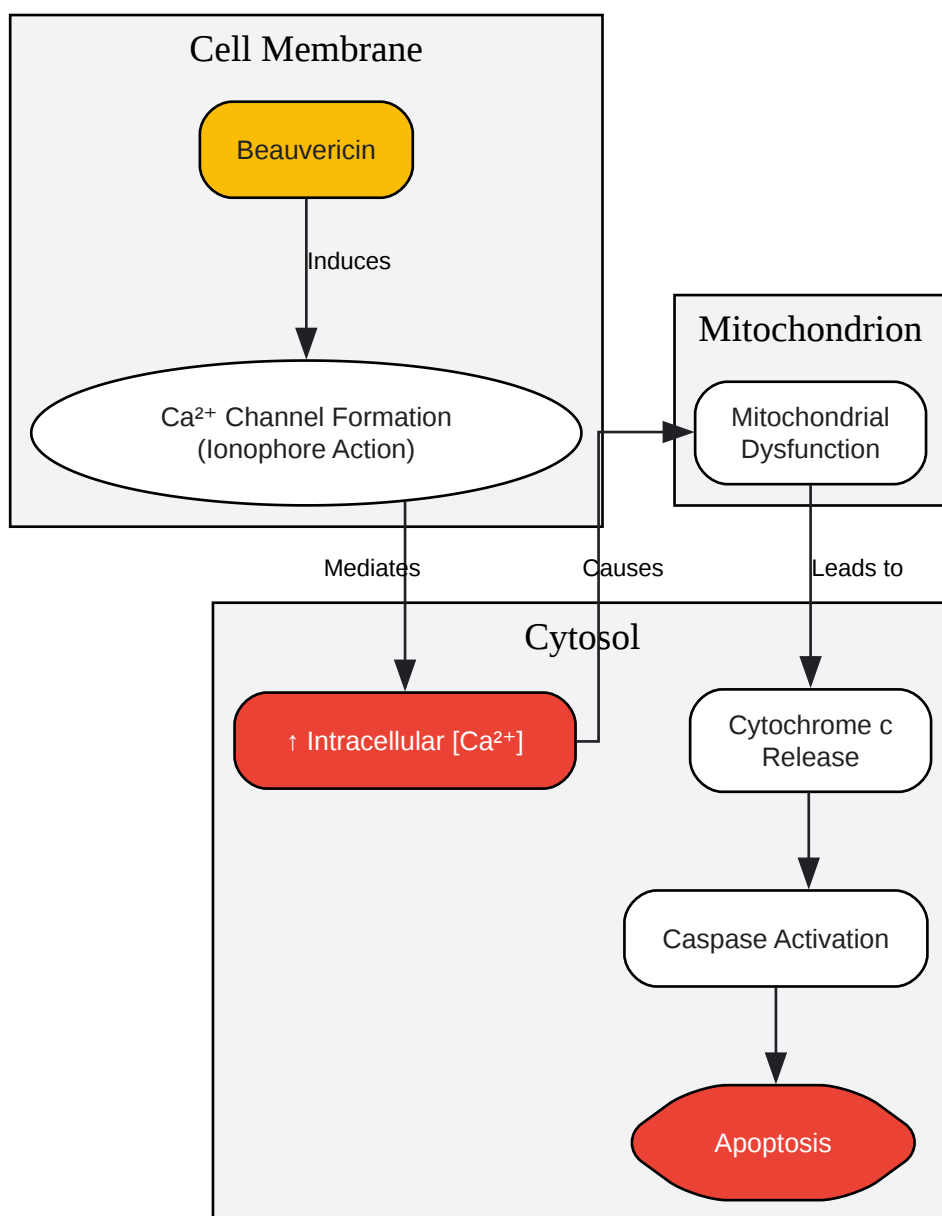 Cell Membrane
Beauvericin
Induces
Ca²⁺ Channel Formation
(Ionophore Action)
Mitochondrion
Mitochondrial
Dysfunction
Mediates
Causes
Leads to
Cytosol
↑ Intracellular [Ca²⁺]
Cytochrome c
Release
Caspase Activation
Apoptosis